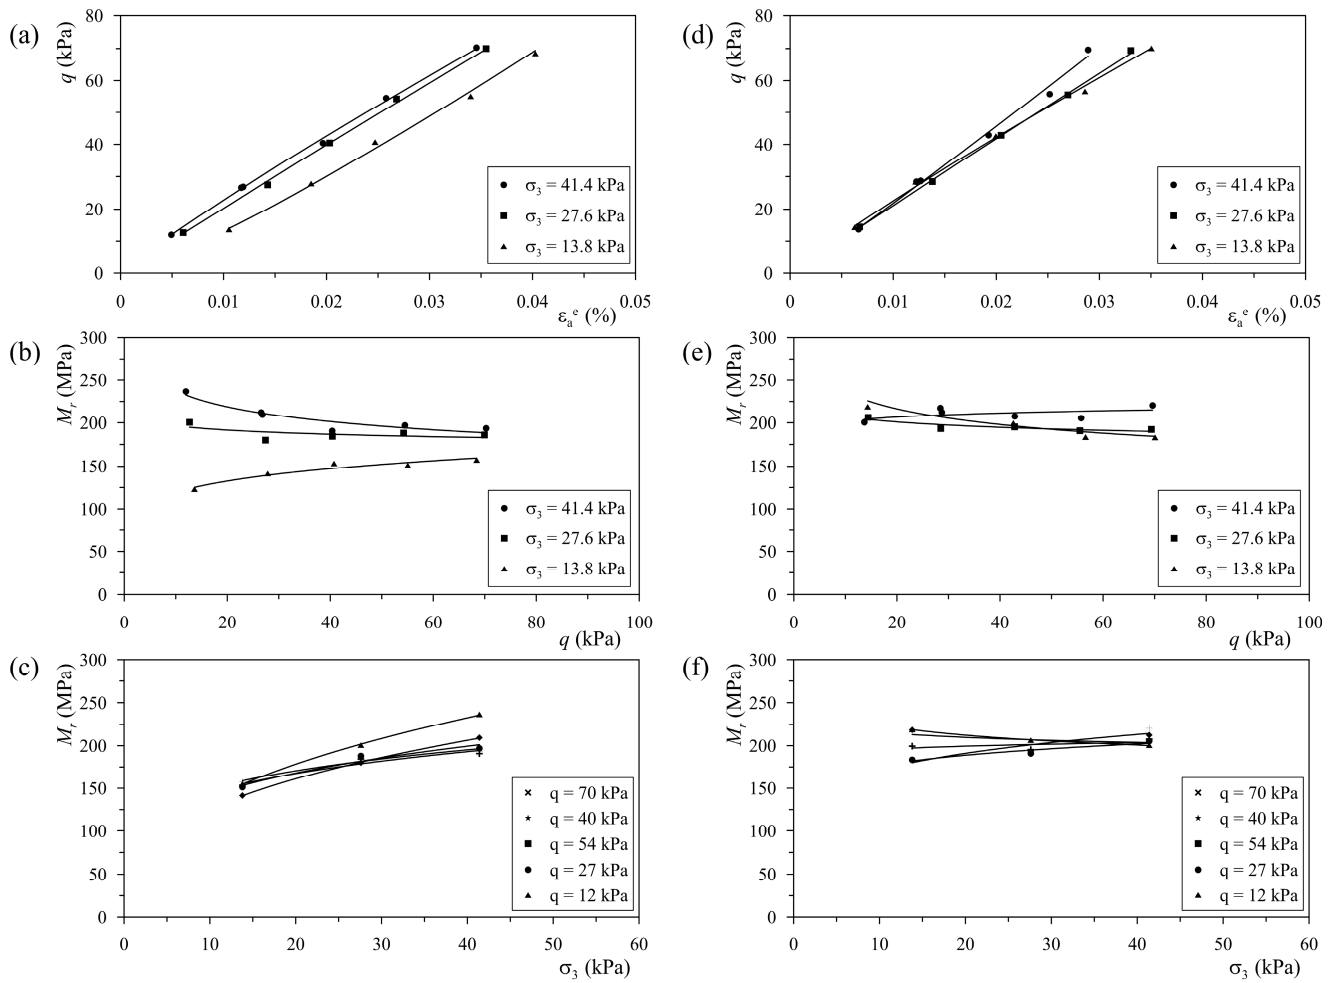 (a)
q (kPa)
80
60
40
20
0
σ3 = 41.4 kPa
σ3 = 27.6 kPa
σ3 = 13.8 kPa
0 0.01 0.02 0.03 0.04 0.05
εa^e (%)
(d)
q (kPa)
80
60
40
20
0
σ3 = 41.4 kPa
σ3 = 27.6 kPa
σ3 = 13.8 kPa
0 0.01 0.02 0.03 0.04 0.05
εa^e (%)
(b)
Mr (MPa)
300
250
200
150
100
50
0
σ3 = 41.4 kPa
σ3 = 27.6 kPa
σ3 = 13.8 kPa
0 20 40 60 80 100
q (kPa)
(e)
Mr (MPa)
300
250
200
150
100
50
0
σ3 = 41.4 kPa
σ3 = 27.6 kPa
σ3 = 13.8 kPa
0 20 40 60 80 100
q (kPa)
(c)
Mr (MPa)
300
250
200
150
100
50
0
q = 70 kPa
q = 40 kPa
q = 54 kPa
q = 27 kPa
q = 12 kPa
0 10 20 30 40 50 60
σ3 (kPa)
(f)
Mr (MPa)
300
250
200
150
100
50
0
q = 70 kPa
q = 40 kPa
q = 54 kPa
q = 27 kPa
q = 12 kPa
0 10 20 30 40 50 60
σ3 (kPa)